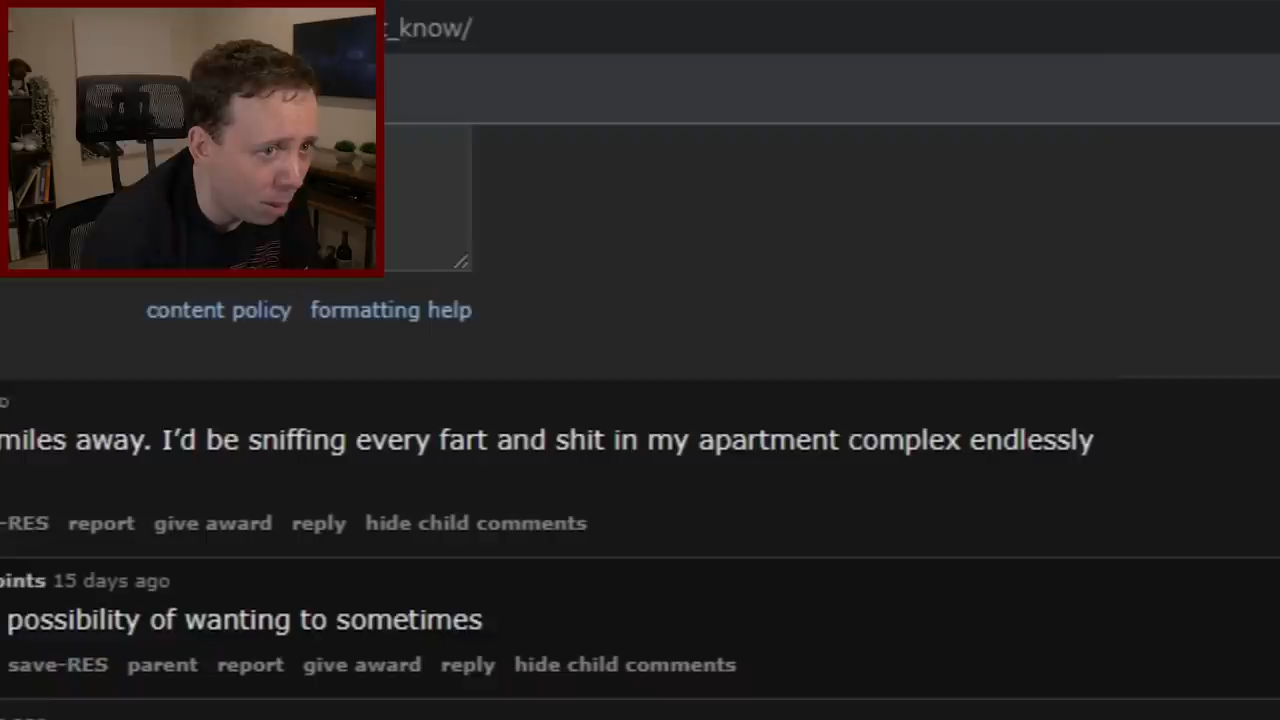 _know/
content policy formatting help
miles away. I’d be sniffing every fart and shit in my apartment complex endlessly
-RES report give award reply hide child comments
oints 15 days ago
possibility of wanting to sometimes
save-RES parent report give award reply hide child comments